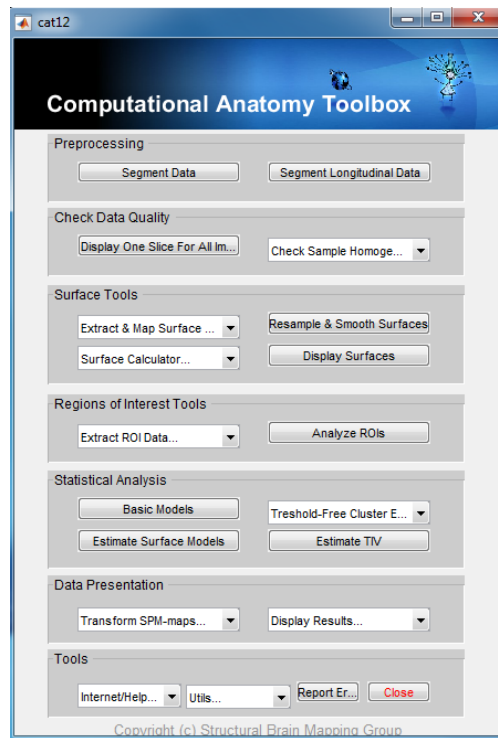 cat12
Computational Anatomy Toolbox
Preprocessing
Segment Data
Segment Longitudinal Data
Check Data Quality
Display One Slice For All Im...
Check Sample Homoge...
Surface Tools
Extract & Map Surface ...
Resample & Smooth Surfaces
Surface Calculator...
Display Surfaces
Regions of Interest Tools
Extract ROI Data...
Analyze ROIs
Statistical Analysis
Basic Models
Treshold-Free Cluster E...
Estimate Surface Models
Estimate TIV
Data Presentation
Transform SPM-maps...
Display Results...
Tools
Internet/Help...
Utils...
Report Er...
Close
Copyright (c) Structural Brain Mapping Group